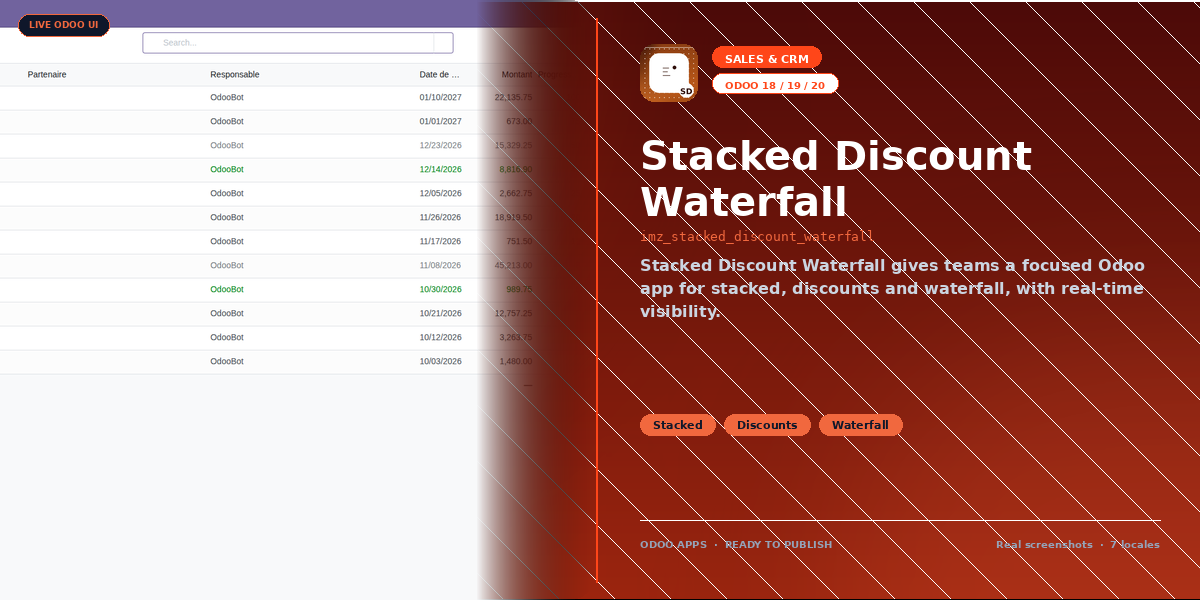 LIVE ODOO UI
Search...
Partenaire Responsable Date de ... Montant
OdooBot 01/10/2027 22,135.75
OdooBot 01/01/2027 673.00
OdooBot 12/23/2026 15,329.25
OdooBot 12/14/2026 8,816.50
OdooBot 12/05/2026 2,662.75
OdooBot 11/26/2026 18,919.50
OdooBot 11/17/2026 751.50
OdooBot 11/08/2026 45,213.00
OdooBot 10/30/2026 989.75
OdooBot 10/21/2026 12,757.25
OdooBot 10/12/2026 3,263.75
OdooBot 10/03/2026 1,480.00
SD
SALES & CRM
ODOO 18 / 19 / 20
Stacked Discount
Waterfall
imz_stacked_discount_waterfall
Stacked Discount Waterfall gives teams a focused Odoo
app for stacked, discounts and waterfall, with real-time
visibility.
Stacked Discounts Waterfall
ODOO APPS · READY TO PUBLISH
Real screenshots · 7 locales